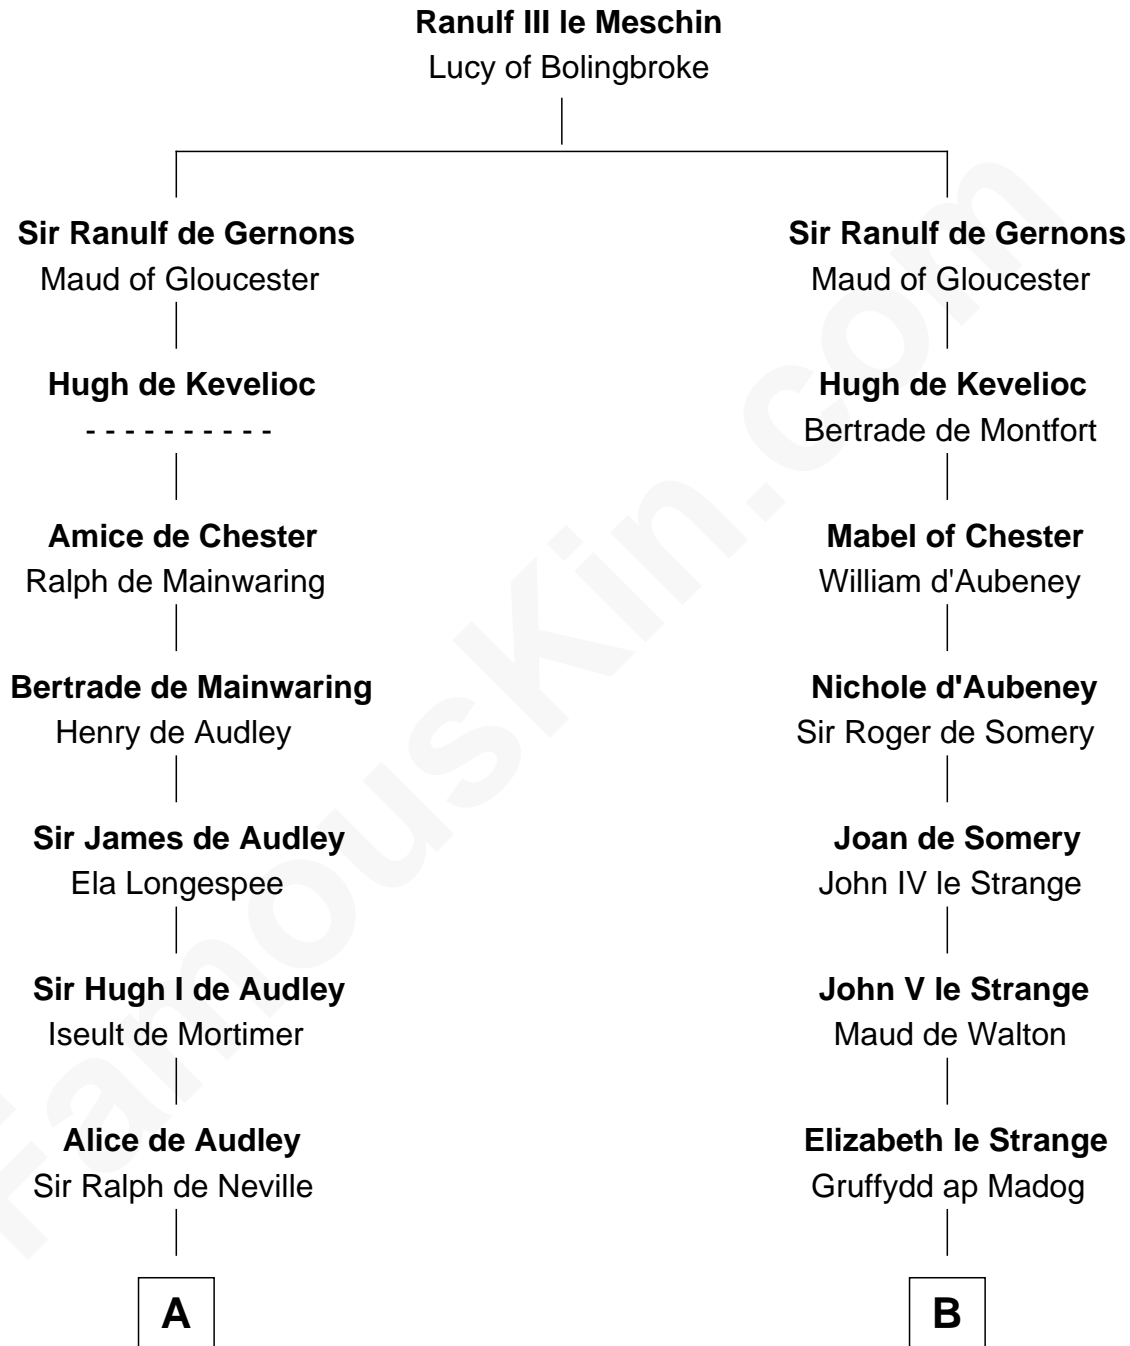 Ranulf III le Meschin
Lucy of Bolingbroke
Sir Ranulf de Gernons
Maud of Gloucester
Hugh de Kevelioc
- - - - - - - - - -
Amice de Chester
Ralph de Mainwaring
Bertrade de Mainwaring
Henry de Audley
Sir James de Audley
Ela Longespee
Sir Hugh I de Audley
Iseult de Mortimer
Alice de Audley
Sir Ralph de Neville
A
Sir Ranulf de Gernons
Maud of Gloucester
Hugh de Kevelioc
Bertrade de Montfort
Mabel of Chester
William d'Aubeney
Nichole d'Aubeney
Sir Roger de Somery
Joan de Somery
John IV le Strange
John V le Strange
Maud de Walton
Elizabeth le Strange
Gruffydd ap Madog
B
FamousKin.com